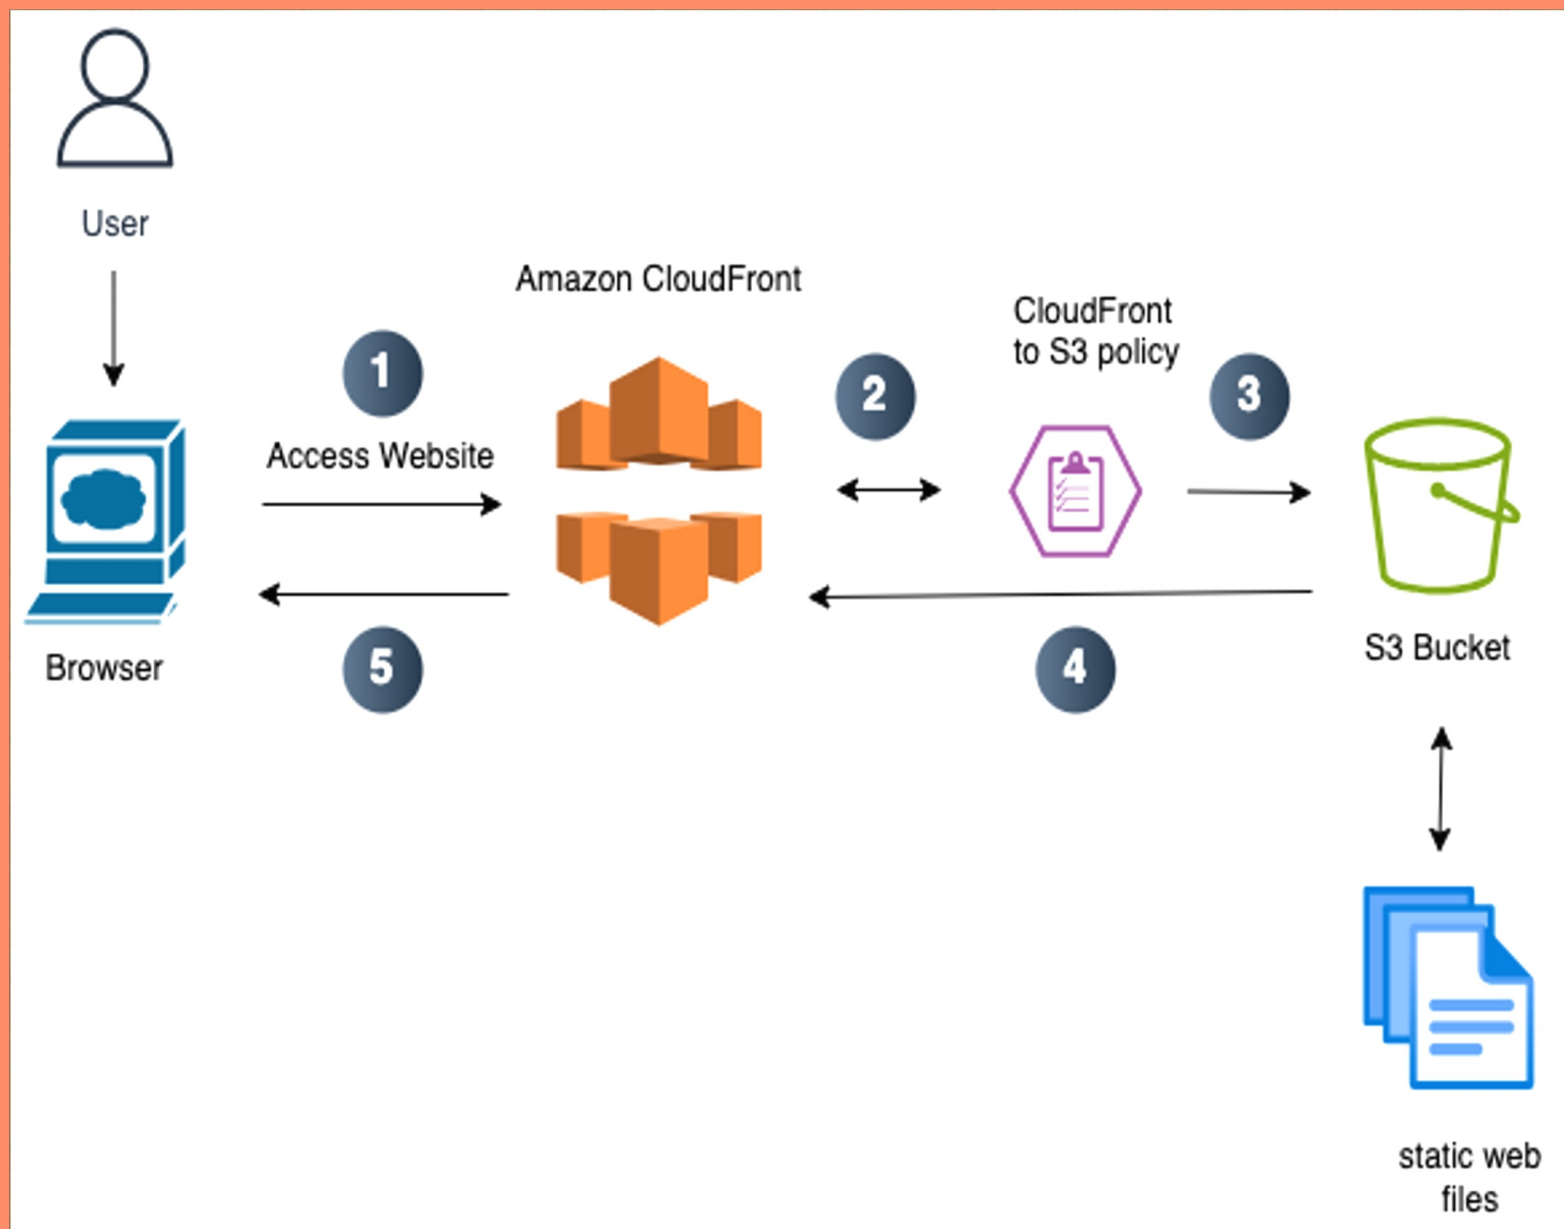 User
Amazon CloudFront
CloudFront
to S3 policy
1
2
3
Access Website
5
4
Browser
S3 Bucket
static web
files